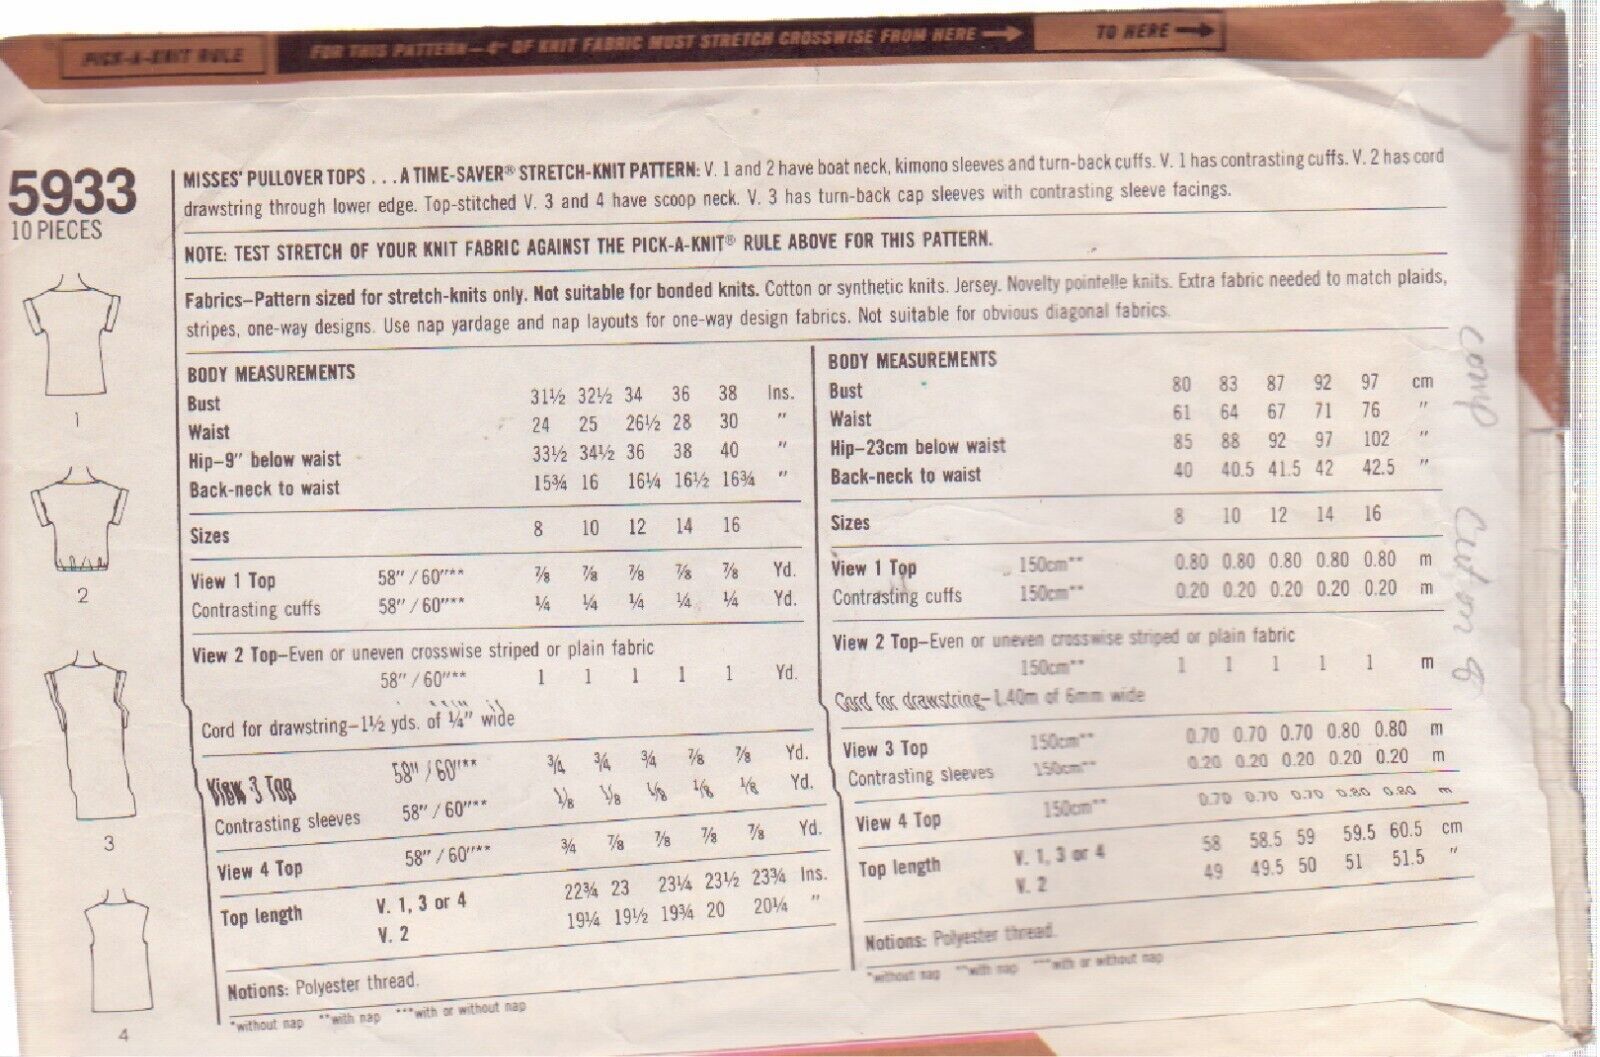 PICK-A-KNIT RULE FOR THIS PATTERN—4" OF KNIT FABRIC MUST STRETCH CROSSWISE FROM HERE → TO HERE →
5933
10 PIECES
1
2
3
4
MISSES' PULLOVER TOPS . . . A TIME-SAVER® STRETCH-KNIT PATTERN: V. 1 and 2 have boat neck, kimono sleeves and turn-back cuffs. V. 1 has contrasting cuffs. V. 2 has cord
drawstring through lower edge. Top-stitched V. 3 and 4 have scoop neck. V. 3 has turn-back cap sleeves with contrasting sleeve facings.
NOTE: TEST STRETCH OF YOUR KNIT FABRIC AGAINST THE PICK-A-KNIT® RULE ABOVE FOR THIS PATTERN.
Fabrics—Pattern sized for stretch-knits only. Not suitable for bonded knits. Cotton or synthetic knits. Jersey. Novelty pointelle knits. Extra fabric needed to match plaids,
stripes, one-way designs. Use nap yardage and nap layouts for one-way design fabrics. Not suitable for obvious diagonal fabrics.
BODY MEASUREMENTS
Bust 31½ 32½ 34 36 38 Ins.
Waist 24 25 26½ 28 30 "
Hip—9" below waist 33½ 34½ 36 38 40 "
Back-neck to waist 15¾ 16 16¼ 16½ 16¾ "
Sizes 8 10 12 14 16
View 1 Top 58"/60"** ⅞ ⅞ ⅞ ⅞ ⅞ Yd.
Contrasting cuffs 58"/60"** ¼ ¼ ¼ ¼ ¼ Yd.
View 2 Top—Even or uneven crosswise striped or plain fabric
58"/60"** 1 1 1 1 1 Yd.
Cord for drawstring—1½ yds. of ¼" wide
View 3 Top 58"/60"** ¾ ¾ ¾ ⅞ ⅞ Yd.
Contrasting sleeves 58"/60"** ⅛ ⅛ ⅛ ⅛ ⅛ Yd.
View 4 Top 58"/60"** ¾ ⅞ ⅞ ⅞ ⅞ Yd.
Top length V. 1, 3 or 4 22¾ 23 23¼ 23½ 23¾ Ins.
V. 2 19¼ 19½ 19¾ 20 20¼ "
Notions: Polyester thread.
*without nap **with nap ***with or without nap
BODY MEASUREMENTS
Bust 80 83 87 92 97 cm
Waist 61 64 67 71 76 "
Hip—23cm below waist 85 88 92 97 102 "
Back-neck to waist 40 40.5 41.5 42 42.5 "
Sizes 8 10 12 14 16
View 1 Top 150cm** 0.80 0.80 0.80 0.80 0.80 m
Contrasting cuffs 150cm** 0.20 0.20 0.20 0.20 0.20 m
View 2 Top—Even or uneven crosswise striped or plain fabric
150cm** 1 1 1 1 1 m
Cord for drawstring—1.40m of 6mm wide
View 3 Top 150cm** 0.70 0.70 0.70 0.80 0.80 m
Contrasting sleeves 150cm** 0.20 0.20 0.20 0.20 0.20 m
View 4 Top 150cm** 0.70 0.70 0.70 0.80 0.80 m
Top length V. 1, 3 or 4 58 58.5 59 59.5 60.5 cm
V. 2 49 49.5 50 51 51.5 "
Notions: Polyester thread.
*without nap **with nap ***with or without nap
comp Cut on 8